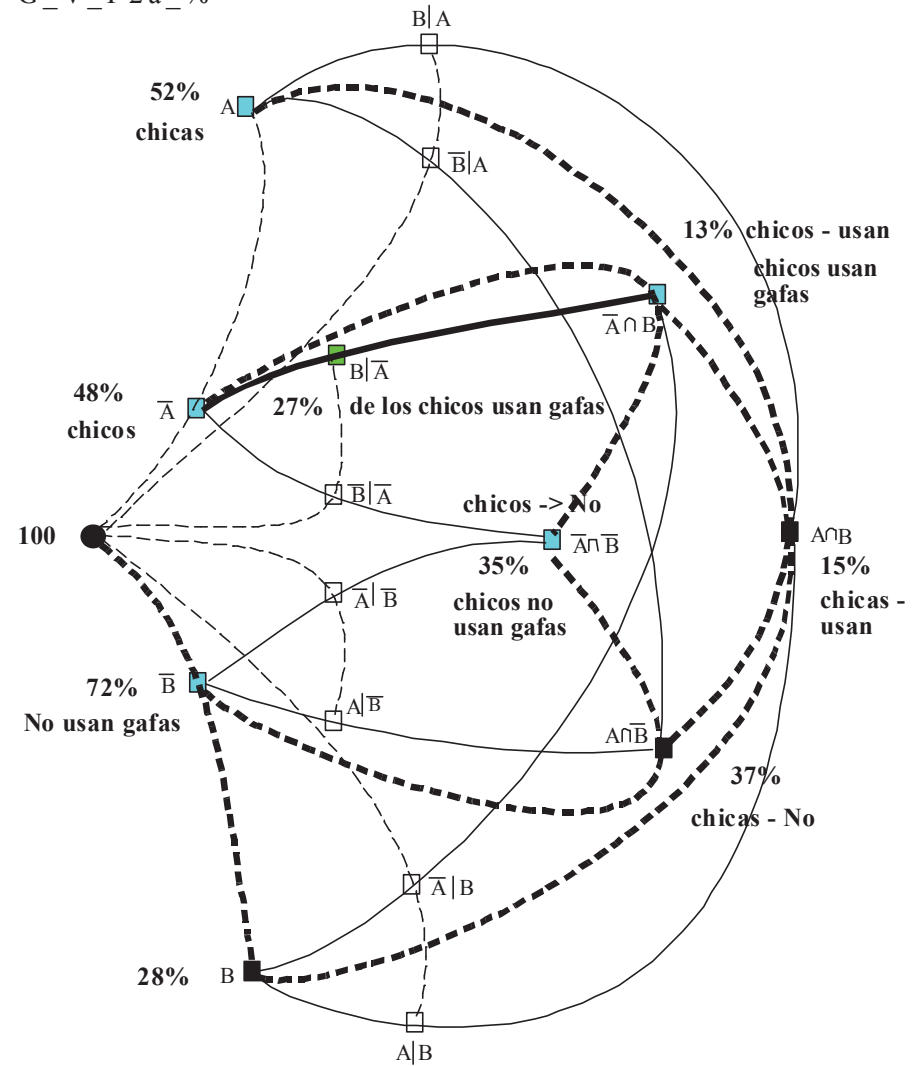 B|A
52%
A
chicas
B̅|A
13% chicos - usan
chicos usan
gafas
A̅∩B
B|A̅
48%
A̅
27% de los chicos usan gafas
chicos
B̅|A̅
chicos -> No
100
A̅∩B̅
A∩B
35%
15%
chicos no
usan gafas
chicas -
usan
A̅|B̅
72%
B̅
No usan gafas
A|B̅
A∩B̅
37%
chicas - No
A̅|B
28%
B
A|B